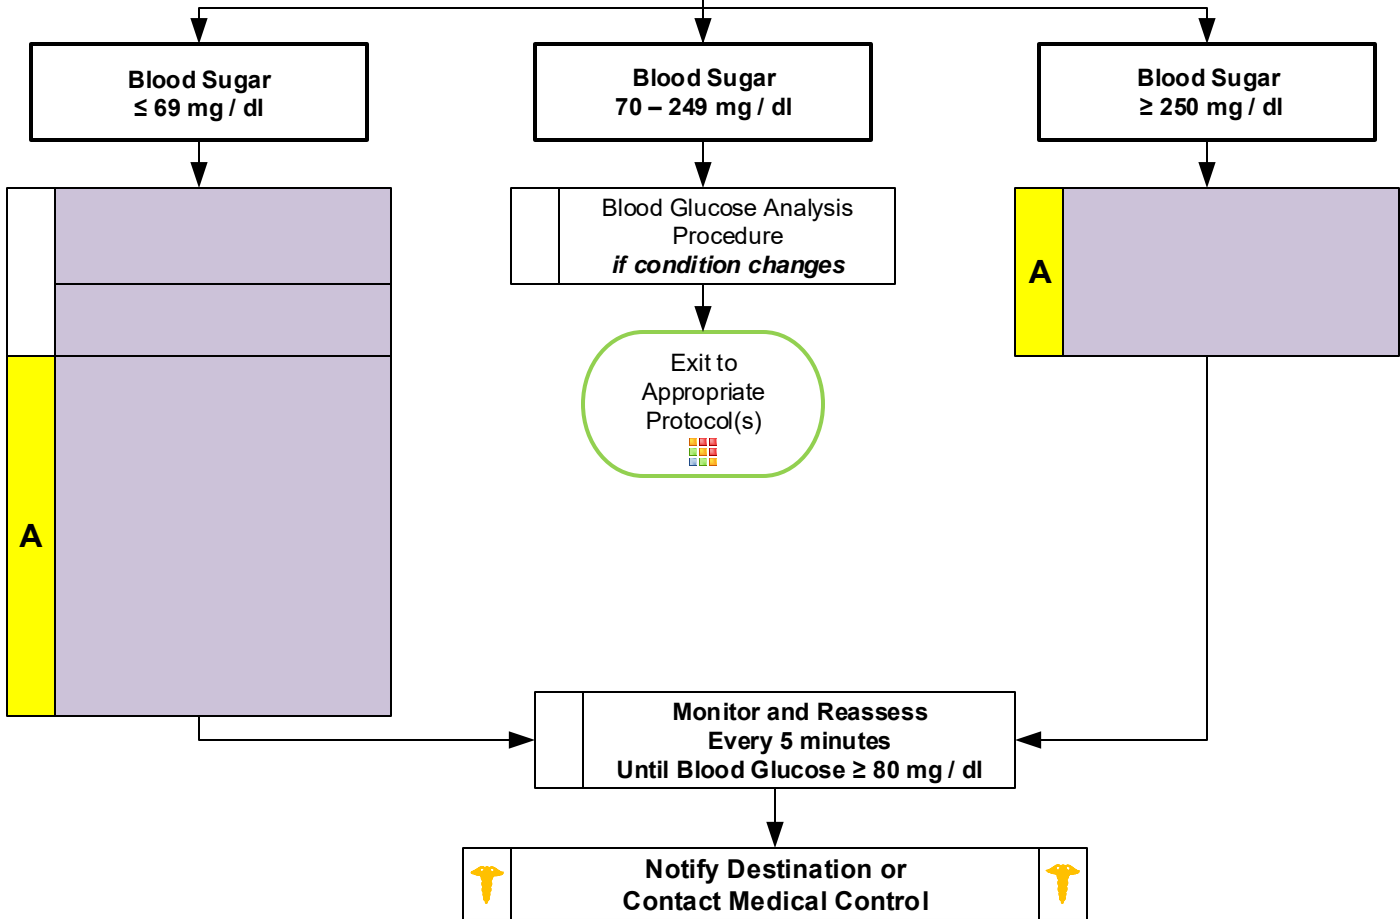 Blood Sugar
≤ 69 mg / dl
Blood Sugar
70 – 249 mg / dl
Blood Sugar
≥ 250 mg / dl
Blood Glucose Analysis
Procedure
if condition changes
A
Exit to
Appropriate
Protocol(s)
A
Monitor and Reassess
Every 5 minutes
Until Blood Glucose ≥ 80 mg / dl
Notify Destination or
Contact Medical Control